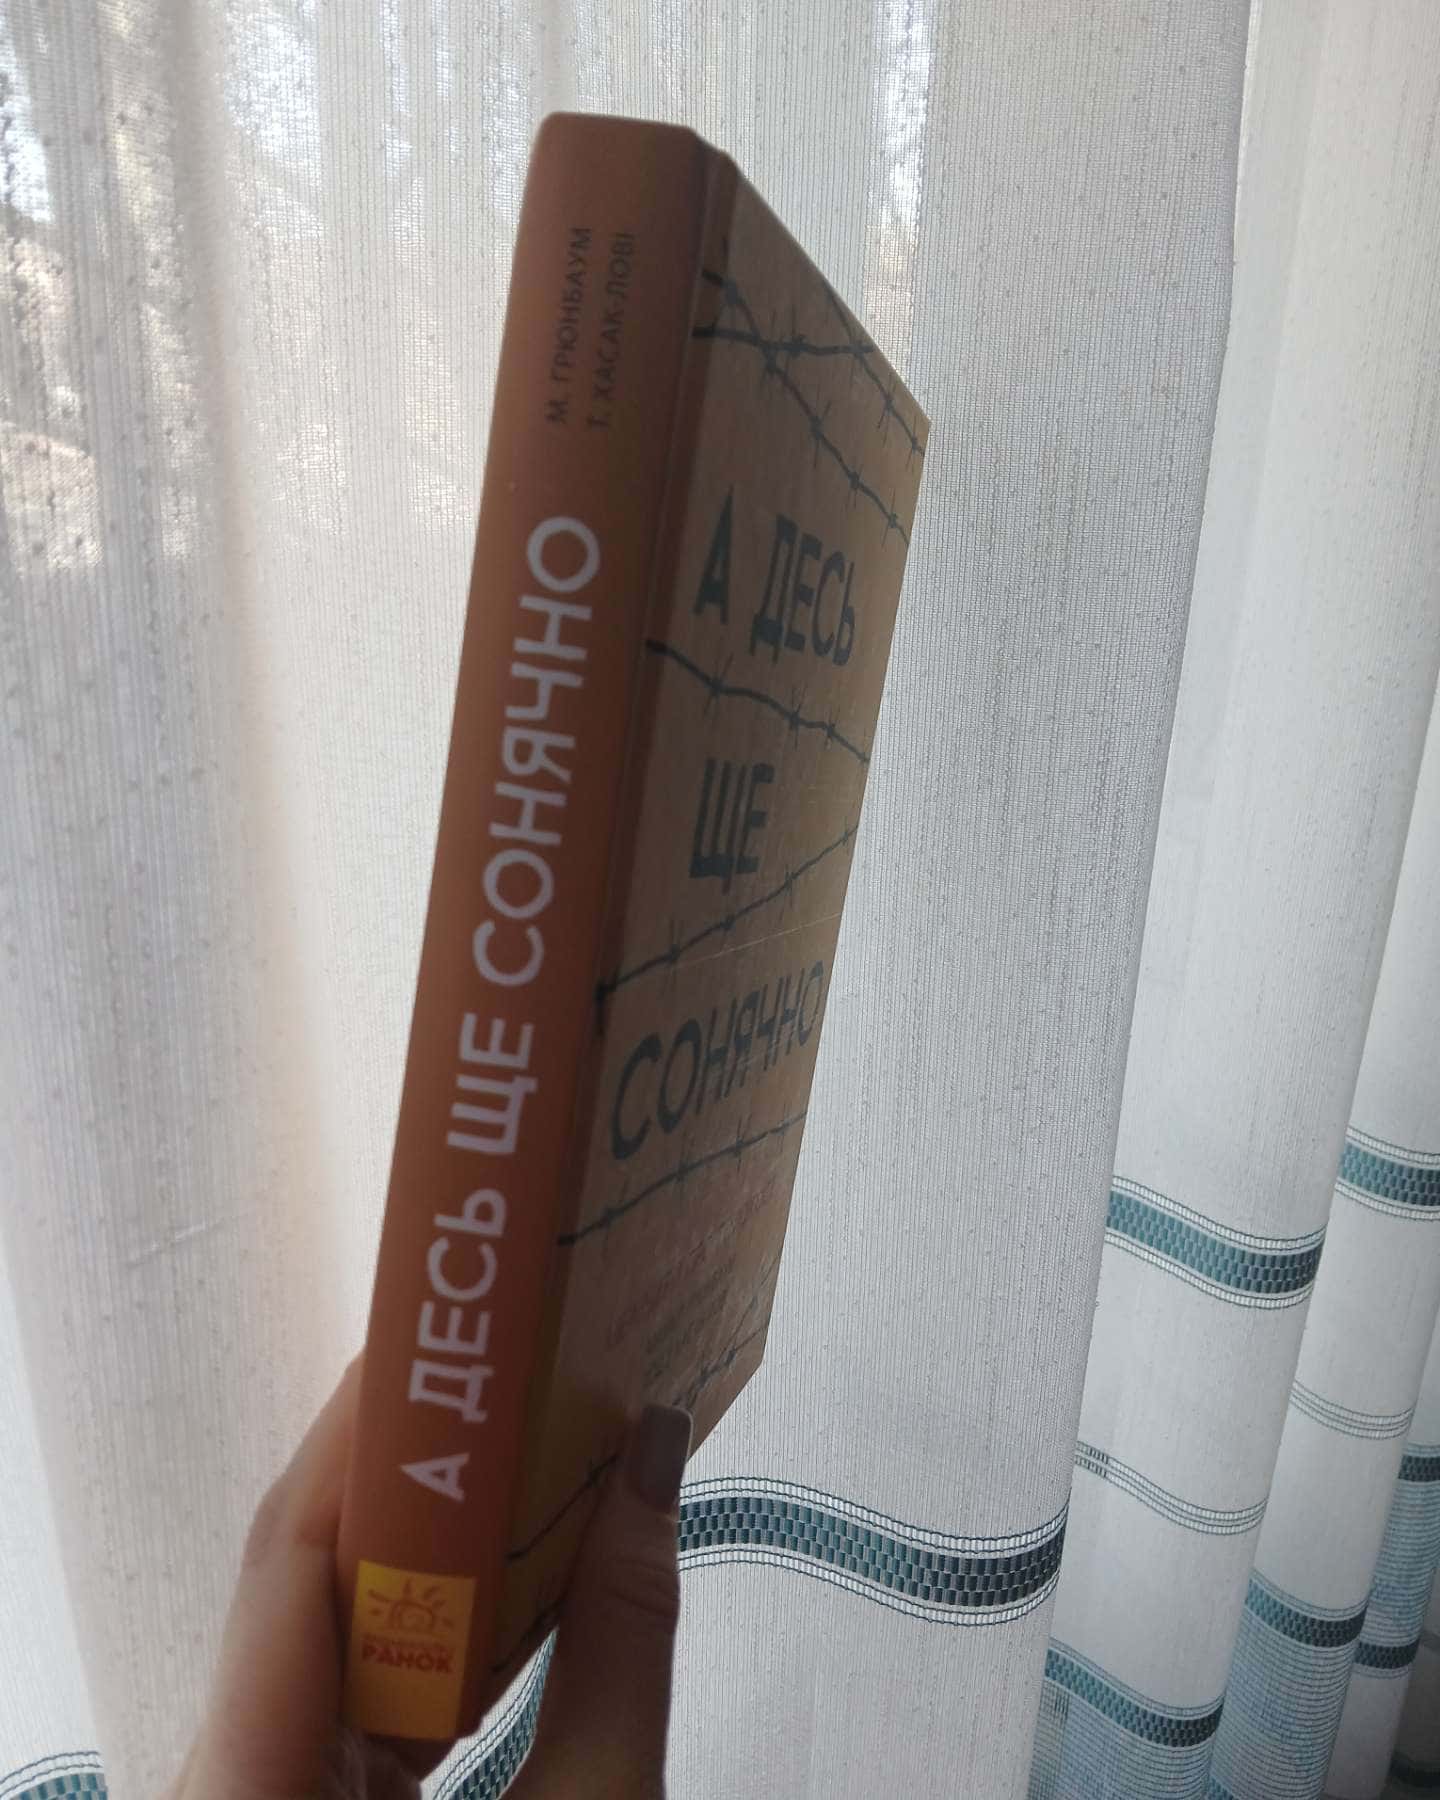 М. ГРЮНБАУМ
Т. ХАСАК-ЛОВІ
А ДЕСЬ ЩЕ СОНЯЧНО
РАНОК
А ДЕСЬ
ЩЕ
СОНЯЧНО